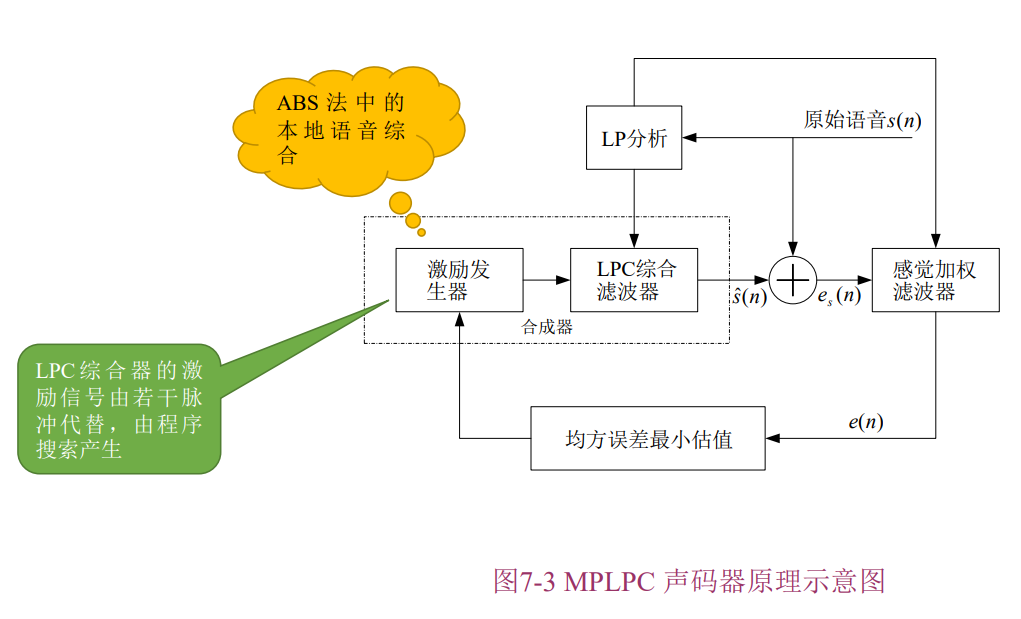 ABS 法中的
本地语音综
合
原始语音s(n)
LP分析
激励发
生器
LPC综合
滤波器
ŝ(n)
e_s(n)
感觉加权
滤波器
合成器
LPC综合器的激
励信号由若干脉
冲代替，由程序
搜索产生
均方误差最小估值
e(n)
图7-3 MPLPC 声码器原理示意图